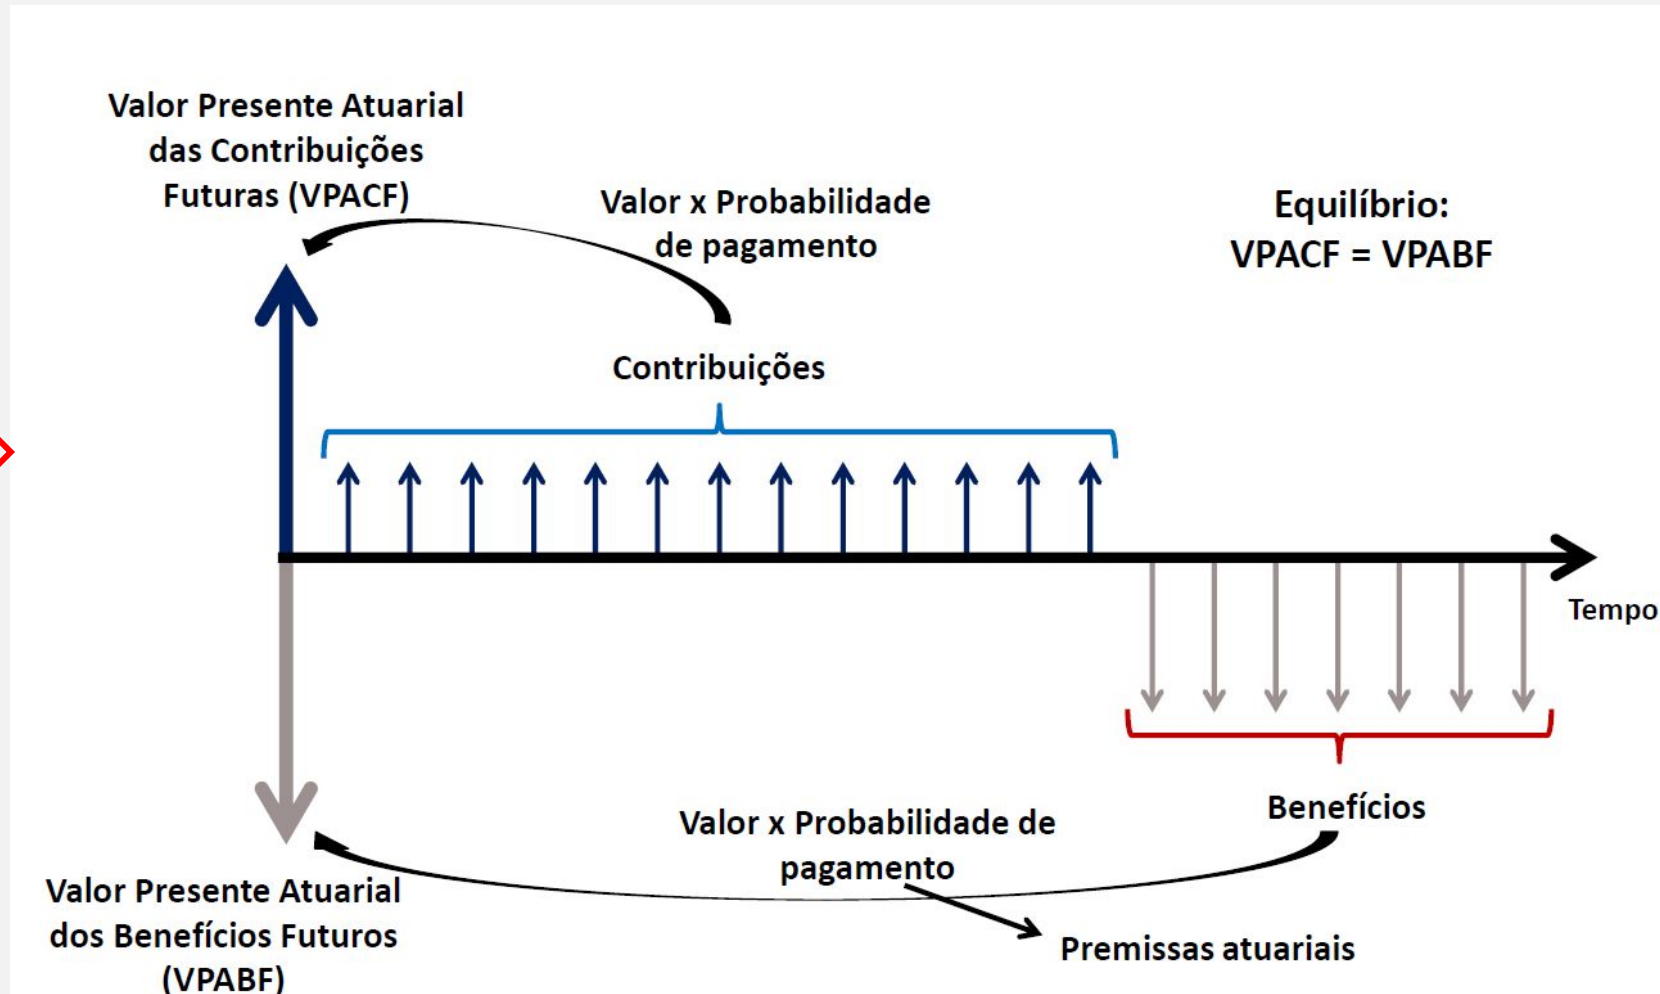 Valor Presente Atuarial
das Contribuições
Futuras (VPACF)
Valor x Probabilidade
de pagamento
Equilíbrio:
VPACF = VPABF
Contribuições
Tempo
Benefícios
Valor x Probabilidade de
pagamento
Valor Presente Atuarial
dos Benefícios Futuros
(VPABF)
Premissas atuariais